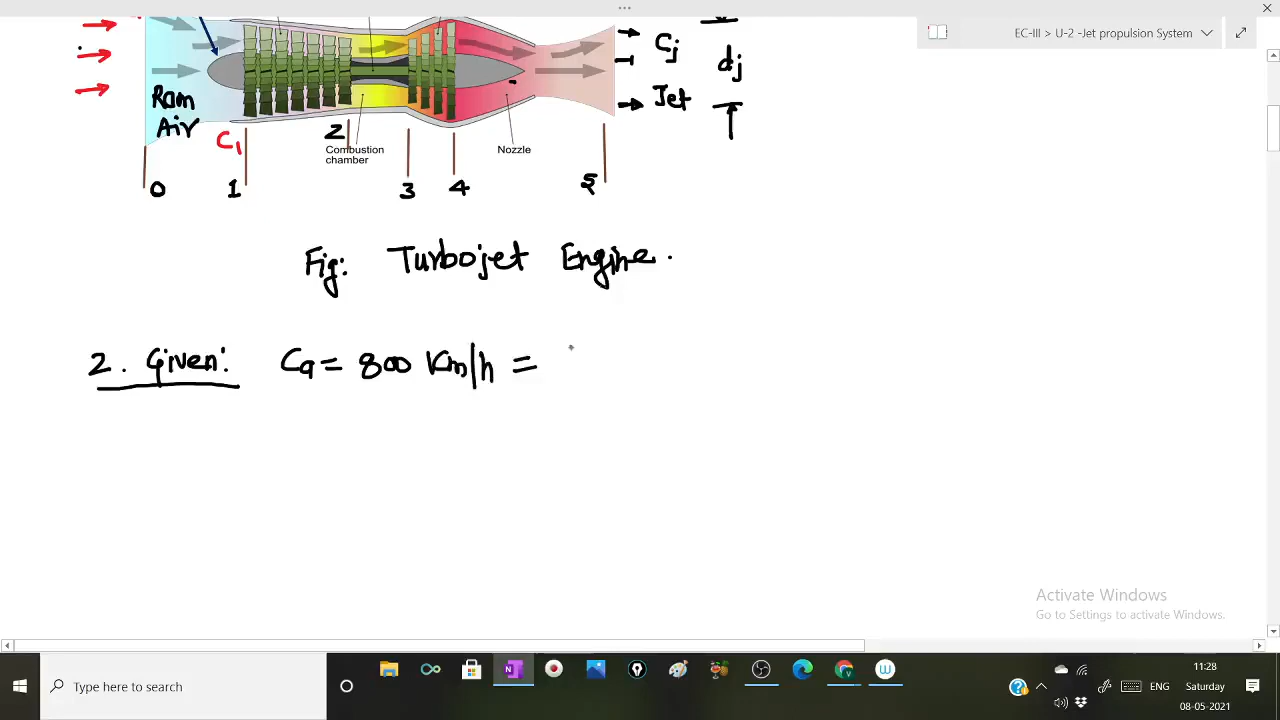 EC-III > U-2 -Jet propulsion System
Cj
dj
Jet
Ram
Air
C1
2
Combustion
chamber
Nozzle
0 1 3 4 5
Fig: Turbojet Engine.
2. Given: Ca = 800 Km/h =
Activate Windows
Go to Settings to activate Windows.
Type here to search
ENG
11:28
Saturday
08-05-2021